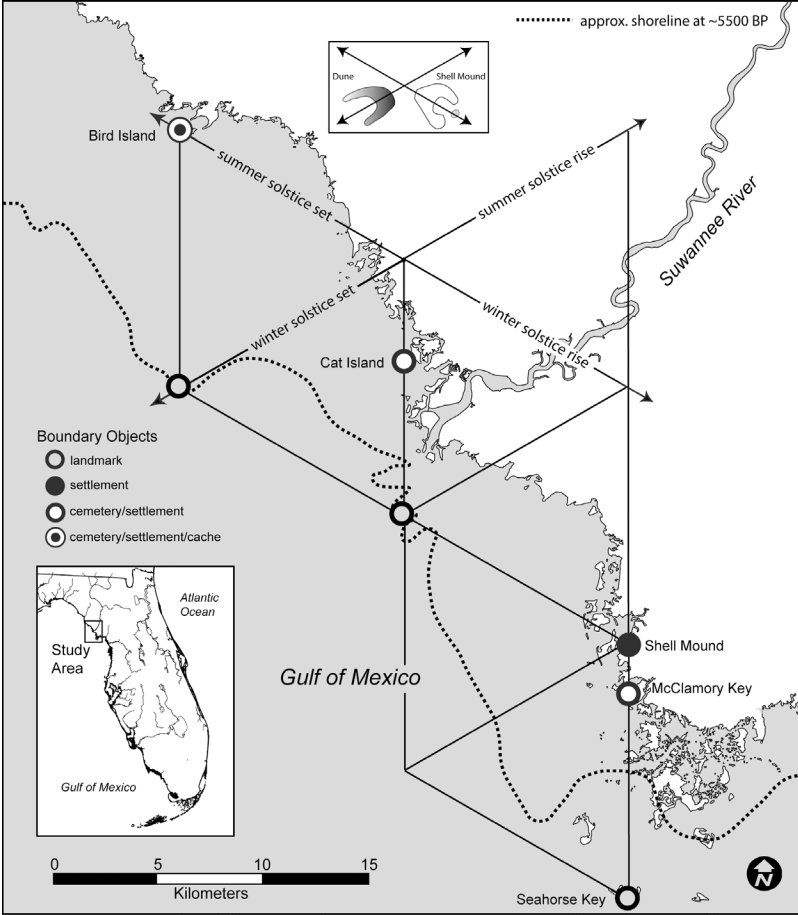 approx. shoreline at ~5500 BP
Dune
Shell Mound
Bird Island
summer solstice set
summer solstice rise
Suwannee River
winter solstice set
winter solstice rise
Cat Island
Boundary Objects
landmark
settlement
cemetery/settlement
cemetery/settlement/cache
Atlantic
Ocean
Study
Area
Gulf of Mexico
Gulf of Mexico
Shell Mound
McClamory Key
0 5 10 15
Kilometers
Seahorse Key
N